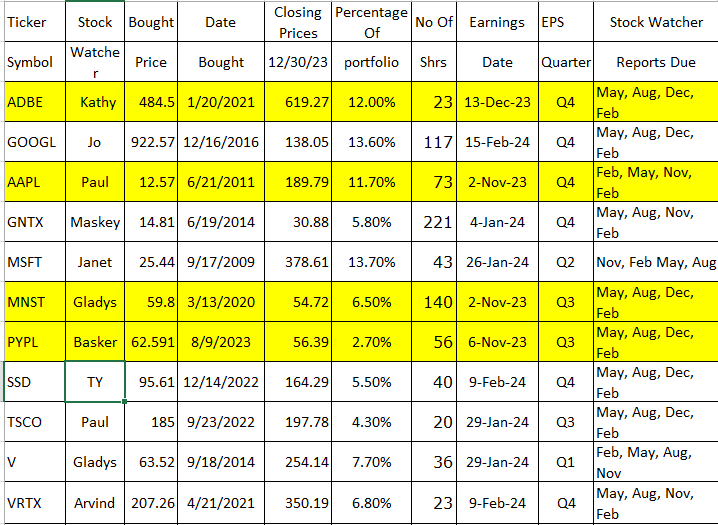 Ticker Stock Bought Date Closing Prices Percentage Of No Of Earnings EPS Stock Watcher
Symbol Watcher Price Bought 12/30/23 portfolio Shrs Date Quarter Reports Due
ADBE Kathy 484.5 1/20/2021 619.27 12.00% 23 13-Dec-23 Q4 May, Aug, Dec, Feb
GOOGL Jo 922.57 12/16/2016 138.05 13.60% 117 15-Feb-24 Q4 May, Aug, Dec, Feb
AAPL Paul 12.57 6/21/2011 189.79 11.70% 73 2-Nov-23 Q4 Feb, May, Nov, Feb
GNTX Maskey 14.81 6/19/2014 30.88 5.80% 221 4-Jan-24 Q4 May, Aug, Nov, Feb
MSFT Janet 25.44 9/17/2009 378.61 13.70% 43 26-Jan-24 Q2 Nov, Feb May, Aug
MNST Gladys 59.8 3/13/2020 54.72 6.50% 140 2-Nov-23 Q3 May, Aug, Dec, Feb
PYPL Basker 62.591 8/9/2023 56.39 2.70% 56 6-Nov-23 Q3 May, Aug, Dec, Feb
SSD TY 95.61 12/14/2022 164.29 5.50% 40 9-Feb-24 Q4 May, Aug, Dec, Feb
TSCO Paul 185 9/23/2022 197.78 4.30% 20 29-Jan-24 Q3 May, Aug, Dec, Feb
V Gladys 63.52 9/18/2014 254.14 7.70% 36 29-Jan-24 Q1 Feb, May, Aug, Nov
VRTX Arvind 207.26 4/21/2021 350.19 6.80% 23 9-Feb-24 Q4 May, Aug, Nov, Feb